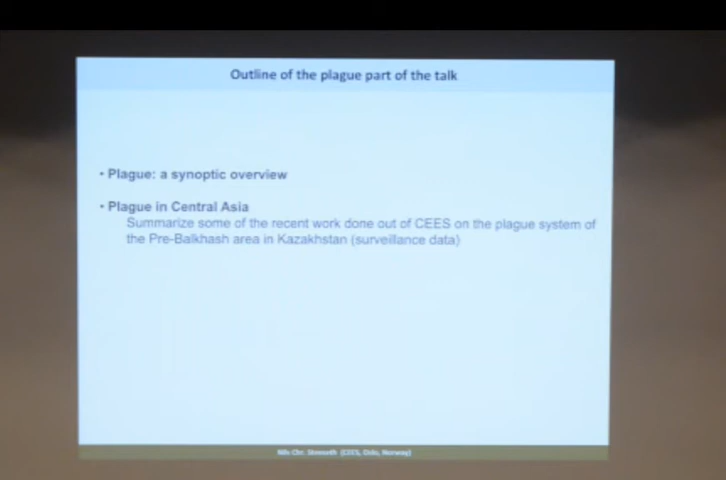 Outline of the plague part of the talk
• Plague: a synoptic overview
• Plague in Central Asia
Summarize some of the recent work done out of CEES on the plague system of
the Pre-Balkhash area in Kazakhstan (surveillance data)
Nils Chr. Stenseth (CEES, Oslo, Norway)